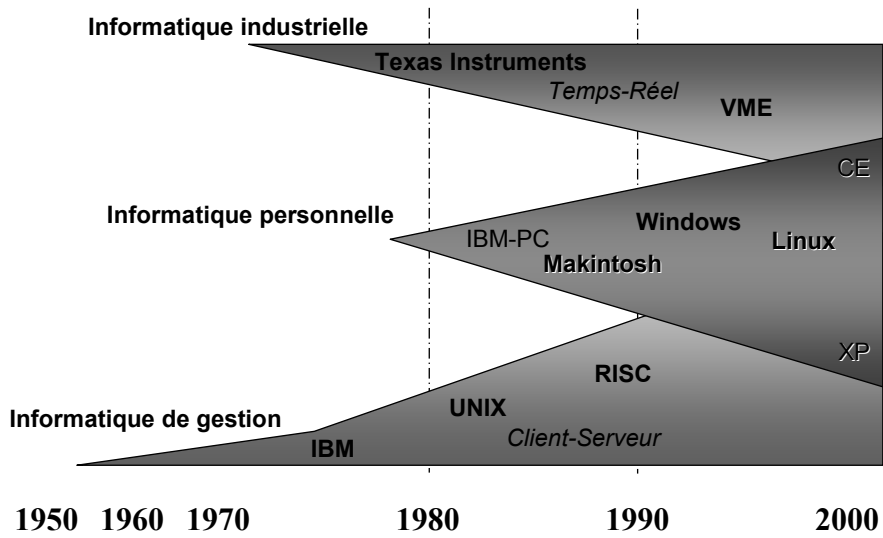 Informatique industrielle
Texas Instruments
Temps-Réel
VME
CE
Informatique personnelle
Windows
IBM-PC
Linux
Makintosh
XP
RISC
UNIX
Informatique de gestion
Client-Serveur
IBM
1950 1960 1970 1980 1990 2000